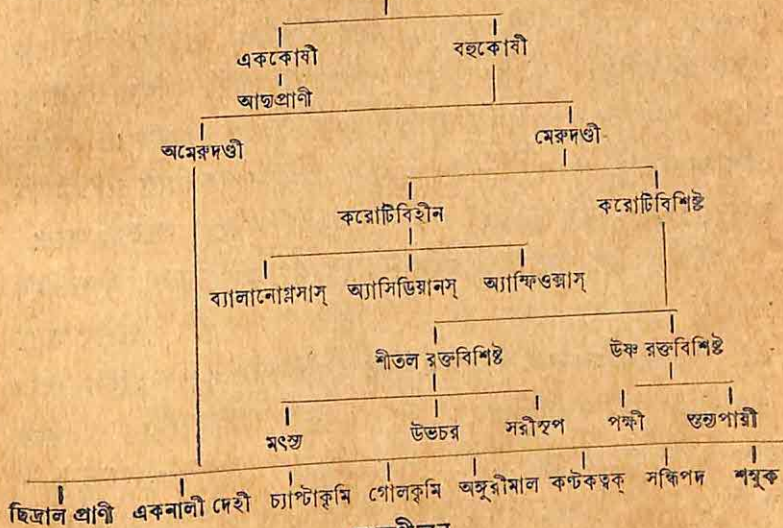 এককোষী বহুকোষী
আদ্যপ্রাণী
অমেরুদণ্ডী মেরুদণ্ডী
করোটিবিহীন করোটিবিশিষ্ট
ব্যালানোগ্লসাস্ অ্যাসিডিয়ানস্ অ্যাম্ফিওক্সাস্
শীতল রক্তবিশিষ্ট উষ্ণ রক্তবিশিষ্ট
মৎস্য উভচর সরীসৃপ পক্ষী স্তন্যপায়ী
ছিদ্রাল প্রাণী একনালী দেহী চ্যাপ্টাকৃমি গোলকৃমি অঙ্গুরীমাল কণ্টকত্বক্ সন্ধিপদ শম্বুক